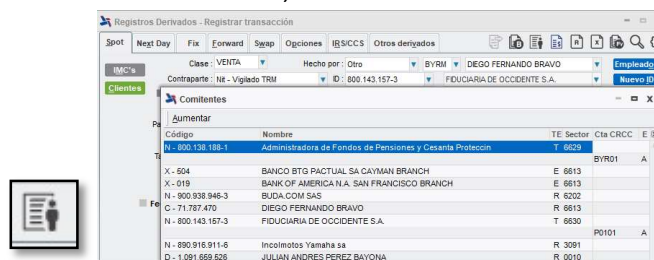 Registros Derivados - Registrar transacción
Spot Next Day Fix Forward Swap Opciones IRS/CCS Otros derivados
IMC's Clase: VENTA Hecho por: Otro BYRM DIEGO FERNANDO BRAVO Empleado
Clientes Contraparte: Nit - Vigilado TRM ID: 800.143.157-3 FIDUCIARIA DE OCCIDENTE S.A. Nuevo ID
Comitentes
Aumentar
Código Nombre TE Sector Cta CRCC E
N - 800.138.188-1 Administradora de Fondos de Pensiones y Cesanta Proteccin T 6629
BYR01 A
X - 504 BANCO BTG PACTUAL SA CAYMAN BRANCH E 6613
X - 019 BANK OF AMERICA N.A. SAN FRANCISCO BRANCH E 6613
N - 900.938.946-3 BUDA.COM SAS R 6202
C - 71.787.470 DIEGO FERNANDO BRAVO R 6613
N - 800.143.157-3 FIDUCIARIA DE OCCIDENTE S.A. T 6630
P0101 A
N - 890.916.911-6 Incolmotos Yamaha sa R 3091
D - 1.091.659.526 JULIAN ANDRES PEREZ BAYONA R 0010